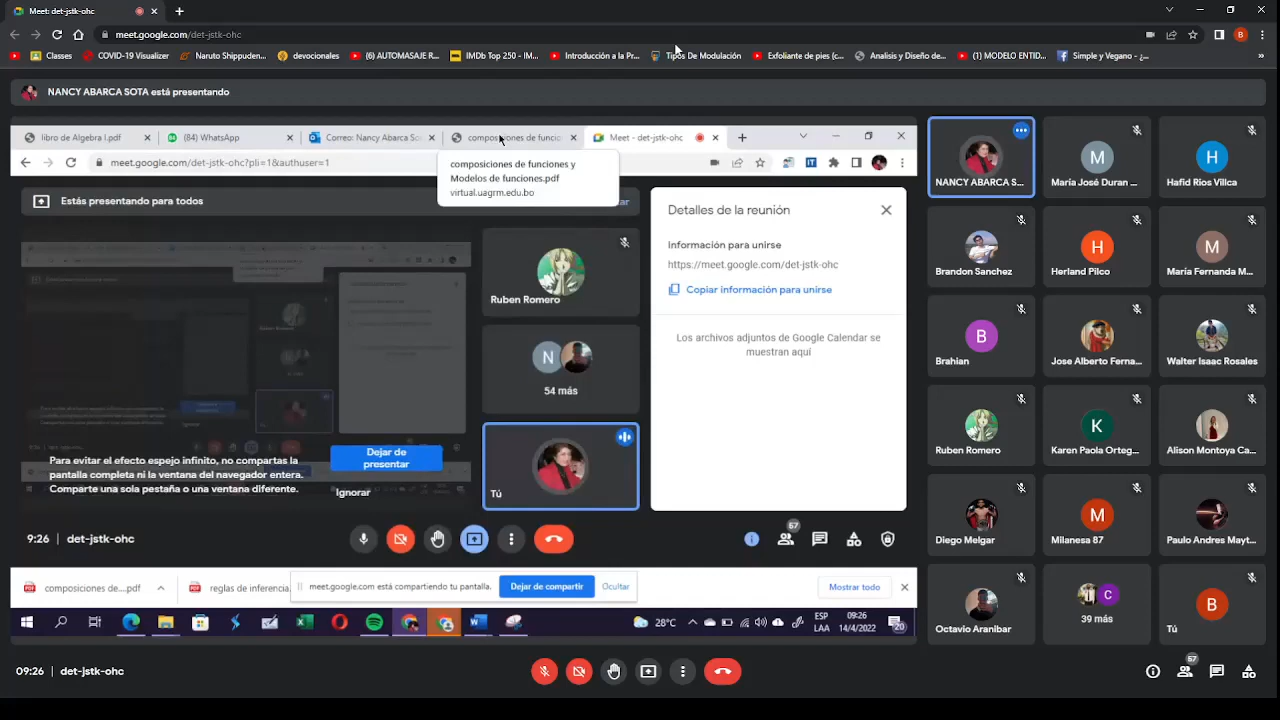 Meet: det-jstk-ohc
meet.google.com/det-jstk-ohc
Classes
COVID-19 Visualizer
Naruto Shippuden...
devocionales
(6) AUTOMASAJE R...
IMDb Top 250 - IM...
Introducción a la Pr...
Tipos De Modulación
Exfoliante de pies (c...
Analisis y Diseño de...
(1) MODELO ENTID...
Simple y Vegano - ¿...
NANCY ABARCA SOTA está presentando
libro de Algebra I.pdf
(84) WhatsApp
Correo: Nancy Abarca So
composiciones de funcio
Meet - det-jstk-ohc
meet.google.com/det-jstk-ohc?pli=1&authuser=1
composiciones de funciones y
Modelos de funciones.pdf
virtual.uagrm.edu.bo
Estás presentando para todos
Ruben Romero
N
54 más
Tú
Para evitar el efecto espejo infinito, no compartas la
pantalla completa ni la ventana del navegador entera.
Comparte una sola pestaña o una ventana diferente.
Dejar de
presentar
Ignorar
Detalles de la reunión
Información para unirse
https://meet.google.com/det-jstk-ohc
Copiar información para unirse
Los archivos adjuntos de Google Calendar se
muestran aquí
9:26 | det-jstk-ohc
67
composiciones de....pdf
reglas de inferencia.
meet.google.com está compartiendo tu pantalla.
Dejar de compartir
Ocultar
Mostrar todo
28°C
ESP
LAA
09:26
14/4/2022
20
NANCY ABARCA S...
M
María José Duran ...
H
Hafid Ríos Villca
Brandon Sanchez
H
Herland Pilco
M
María Fernanda M...
B
Brahian
Jose Alberto Ferna...
Walter Isaac Rosales
Ruben Romero
K
Karen Paola Orteg...
Alison Montoya Ca...
Diego Melgar
M
Milanesa 87
Paulo Andres Mayt...
Octavio Aranibar
C
39 más
B
Tú
09:26 | det-jstk-ohc
57